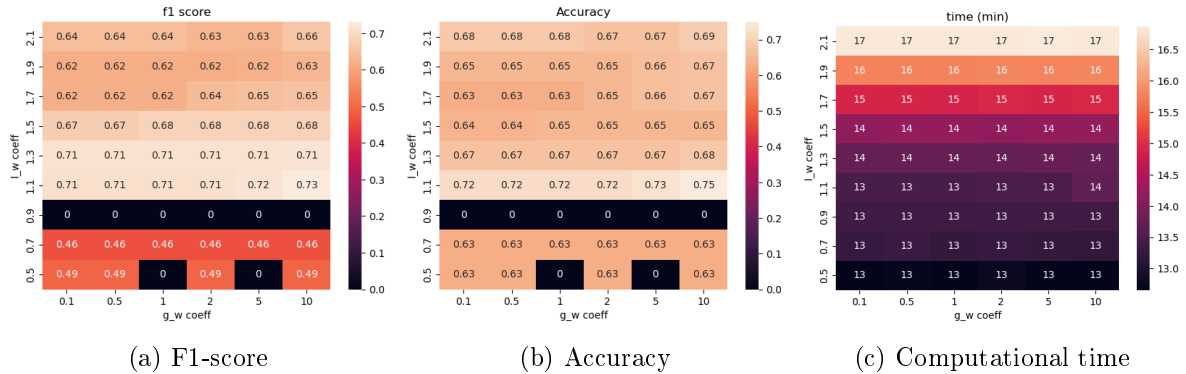 f1 score
2.1 0.64 0.64 0.64 0.63 0.63 0.66
1.9 0.62 0.62 0.62 0.62 0.62 0.63
1.7 0.62 0.62 0.62 0.64 0.65 0.65
1.5 0.67 0.67 0.68 0.68 0.68 0.68
1.3 0.71 0.71 0.71 0.71 0.71 0.71
1.1 0.71 0.71 0.71 0.71 0.72 0.73
0.9 0 0 0 0 0 0
0.7 0.46 0.46 0.46 0.46 0.46 0.46
0.5 0.49 0.49 0 0.49 0 0.49
0.1 0.5 1 2 5 10
l_w coeff
g_w coeff
0.7
0.6
0.5
0.4
0.3
0.2
0.1
0.0
(a) F1-score
Accuracy
2.1 0.68 0.68 0.68 0.67 0.67 0.69
1.9 0.65 0.65 0.65 0.65 0.66 0.67
1.7 0.63 0.63 0.63 0.65 0.66 0.67
1.5 0.64 0.64 0.65 0.65 0.65 0.65
1.3 0.67 0.67 0.67 0.67 0.67 0.68
1.1 0.72 0.72 0.72 0.72 0.73 0.75
0.9 0 0 0 0 0 0
0.7 0.63 0.63 0.63 0.63 0.63 0.63
0.5 0.63 0.63 0 0.63 0 0.63
0.1 0.5 1 2 5 10
l_w coeff
g_w coeff
0.7
0.6
0.5
0.4
0.3
0.2
0.1
0.0
(b) Accuracy
time (min)
2.1 17 17 17 17 17 17
1.9 16 16 16 16 16 16
1.7 15 15 15 15 15 15
1.5 14 14 14 14 14 14
1.3 14 14 14 14 14 14
1.1 13 13 13 13 13 14
0.9 13 13 13 13 13 13
0.7 13 13 13 13 13 13
0.5 13 13 13 13 13 13
0.1 0.5 1 2 5 10
l_w coeff
g_w coeff
16.5
16.0
15.5
15.0
14.5
14.0
13.5
13.0
(c) Computational time